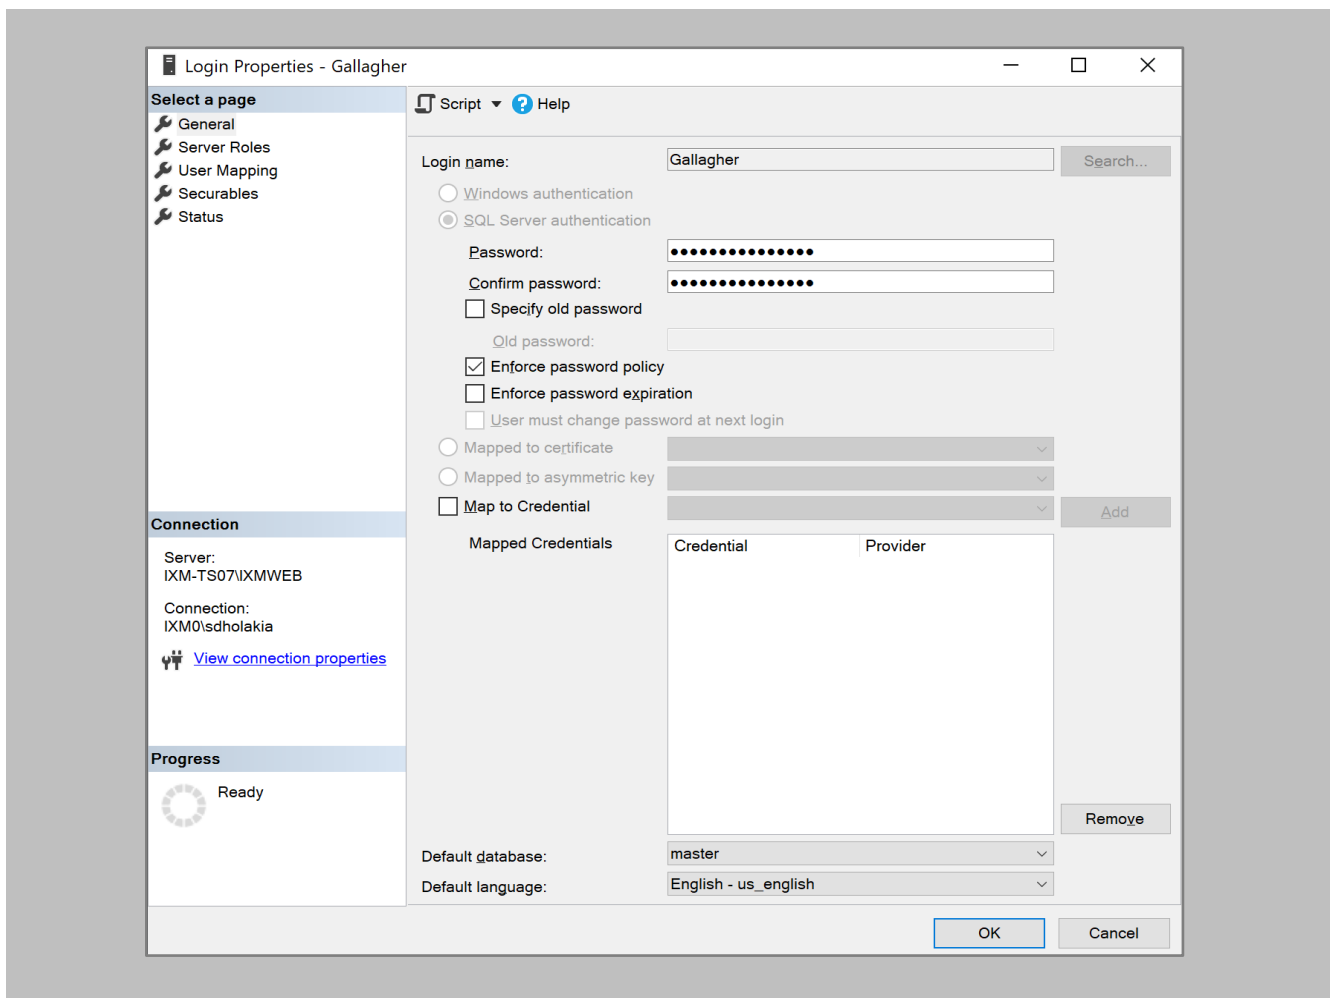 Login Properties - Gallagher
Select a page
General
Server Roles
User Mapping
Securables
Status
Script
Help
Login name:
Gallagher
Search...
Windows authentication
SQL Server authentication
Password:
●●●●●●●●●●●●●●●
Confirm password:
●●●●●●●●●●●●●●●
Specify old password
Old password:
Enforce password policy
Enforce password expiration
User must change password at next login
Mapped to certificate
Mapped to asymmetric key
Map to Credential
Add
Mapped Credentials
Credential
Provider
Remove
Default database:
master
Default language:
English - us_english
Connection
Server:
IXM-TS07\IXMWEB
Connection:
IXM0\sdholakia
View connection properties
Progress
Ready
OK
Cancel